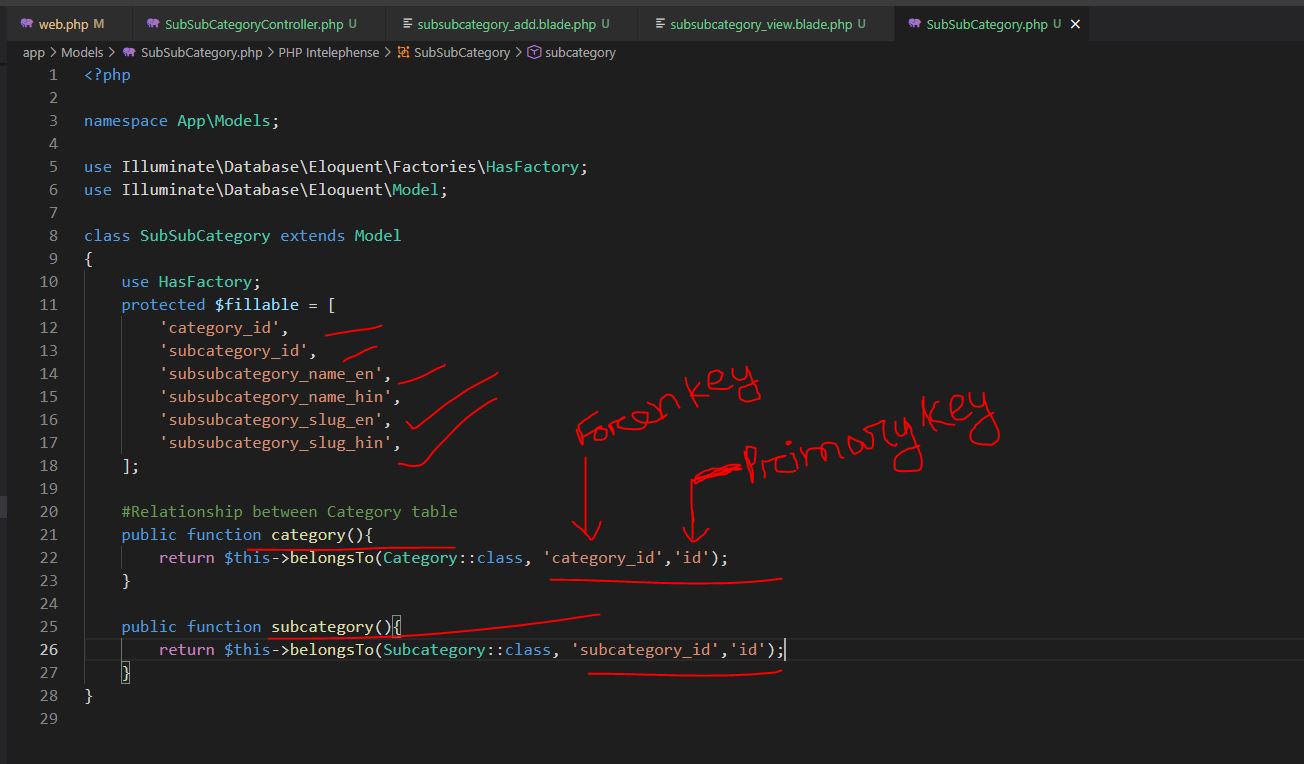 web.php M
SubSubCategoryController.php U
subsubcategory_add.blade.php U
subsubcategory_view.blade.php U
SubSubCategory.php U
app > Models > SubSubCategory.php > PHP Intelephense > SubSubCategory > subcategory
1 <?php
2
3 namespace App\Models;
4
5 use Illuminate\Database\Eloquent\Factories\HasFactory;
6 use Illuminate\Database\Eloquent\Model;
7
8 class SubSubCategory extends Model
9 {
10 use HasFactory;
11 protected $fillable = [
12 'category_id',
13 'subcategory_id',
14 'subsubcategory_name_en',
15 'subsubcategory_name_hin',
16 'subsubcategory_slug_en',
17 'subsubcategory_slug_hin',
18 ];
19
20 #Relationship between Category table
21 public function category(){
22 return $this->belongsTo(Category::class, 'category_id','id');
23 }
24
25 public function subcategory(){
26 return $this->belongsTo(Subcategory::class, 'subcategory_id','id');
27 }
28 }
29
key
Primary key